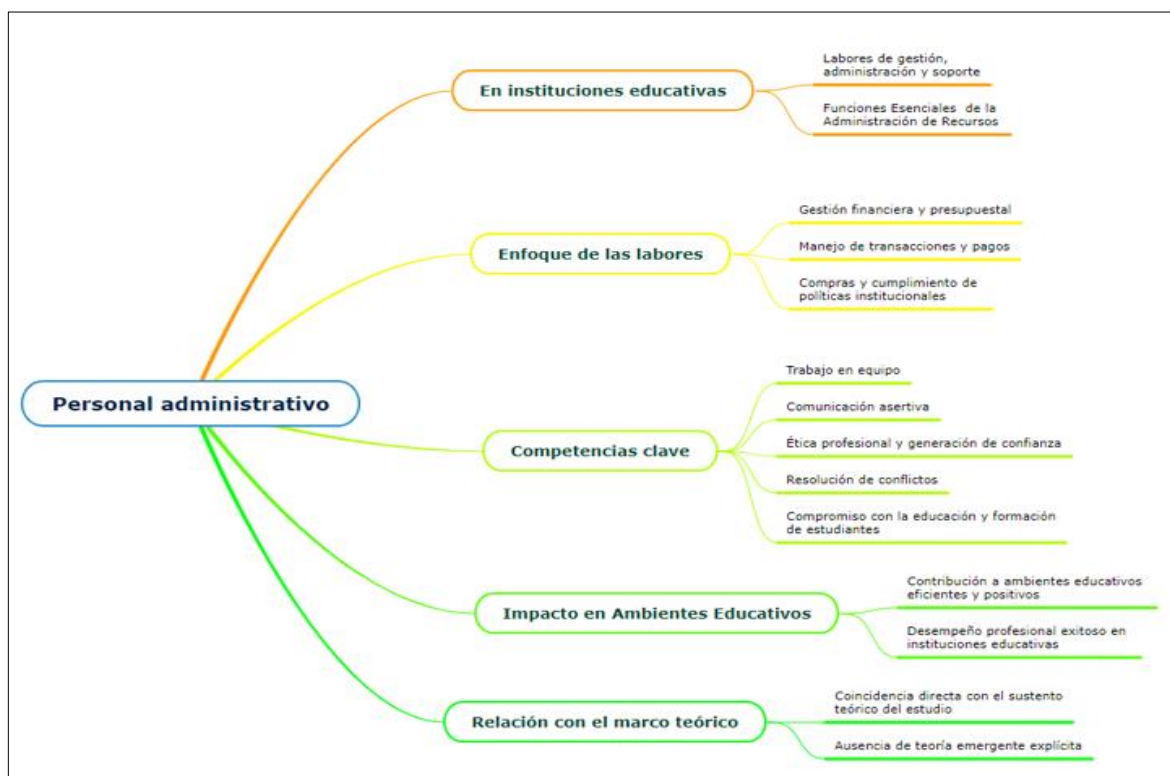 Personal administrativo
En instituciones educativas
Labores de gestión,
administración y soporte
Funciones Esenciales de la
Administración de Recursos
Enfoque de las labores
Gestión financiera y presupuestal
Manejo de transacciones y pagos
Compras y cumplimiento de
políticas institucionales
Competencias clave
Trabajo en equipo
Comunicación asertiva
Ética profesional y generación de confianza
Resolución de conflictos
Compromiso con la educación y formación
de estudiantes
Impacto en Ambientes Educativos
Contribución a ambientes educativos
eficientes y positivos
Desempeño profesional exitoso en
instituciones educativas
Relación con el marco teórico
Coincidencia directa con el sustento
teórico del estudio
Ausencia de teoría emergente explícita